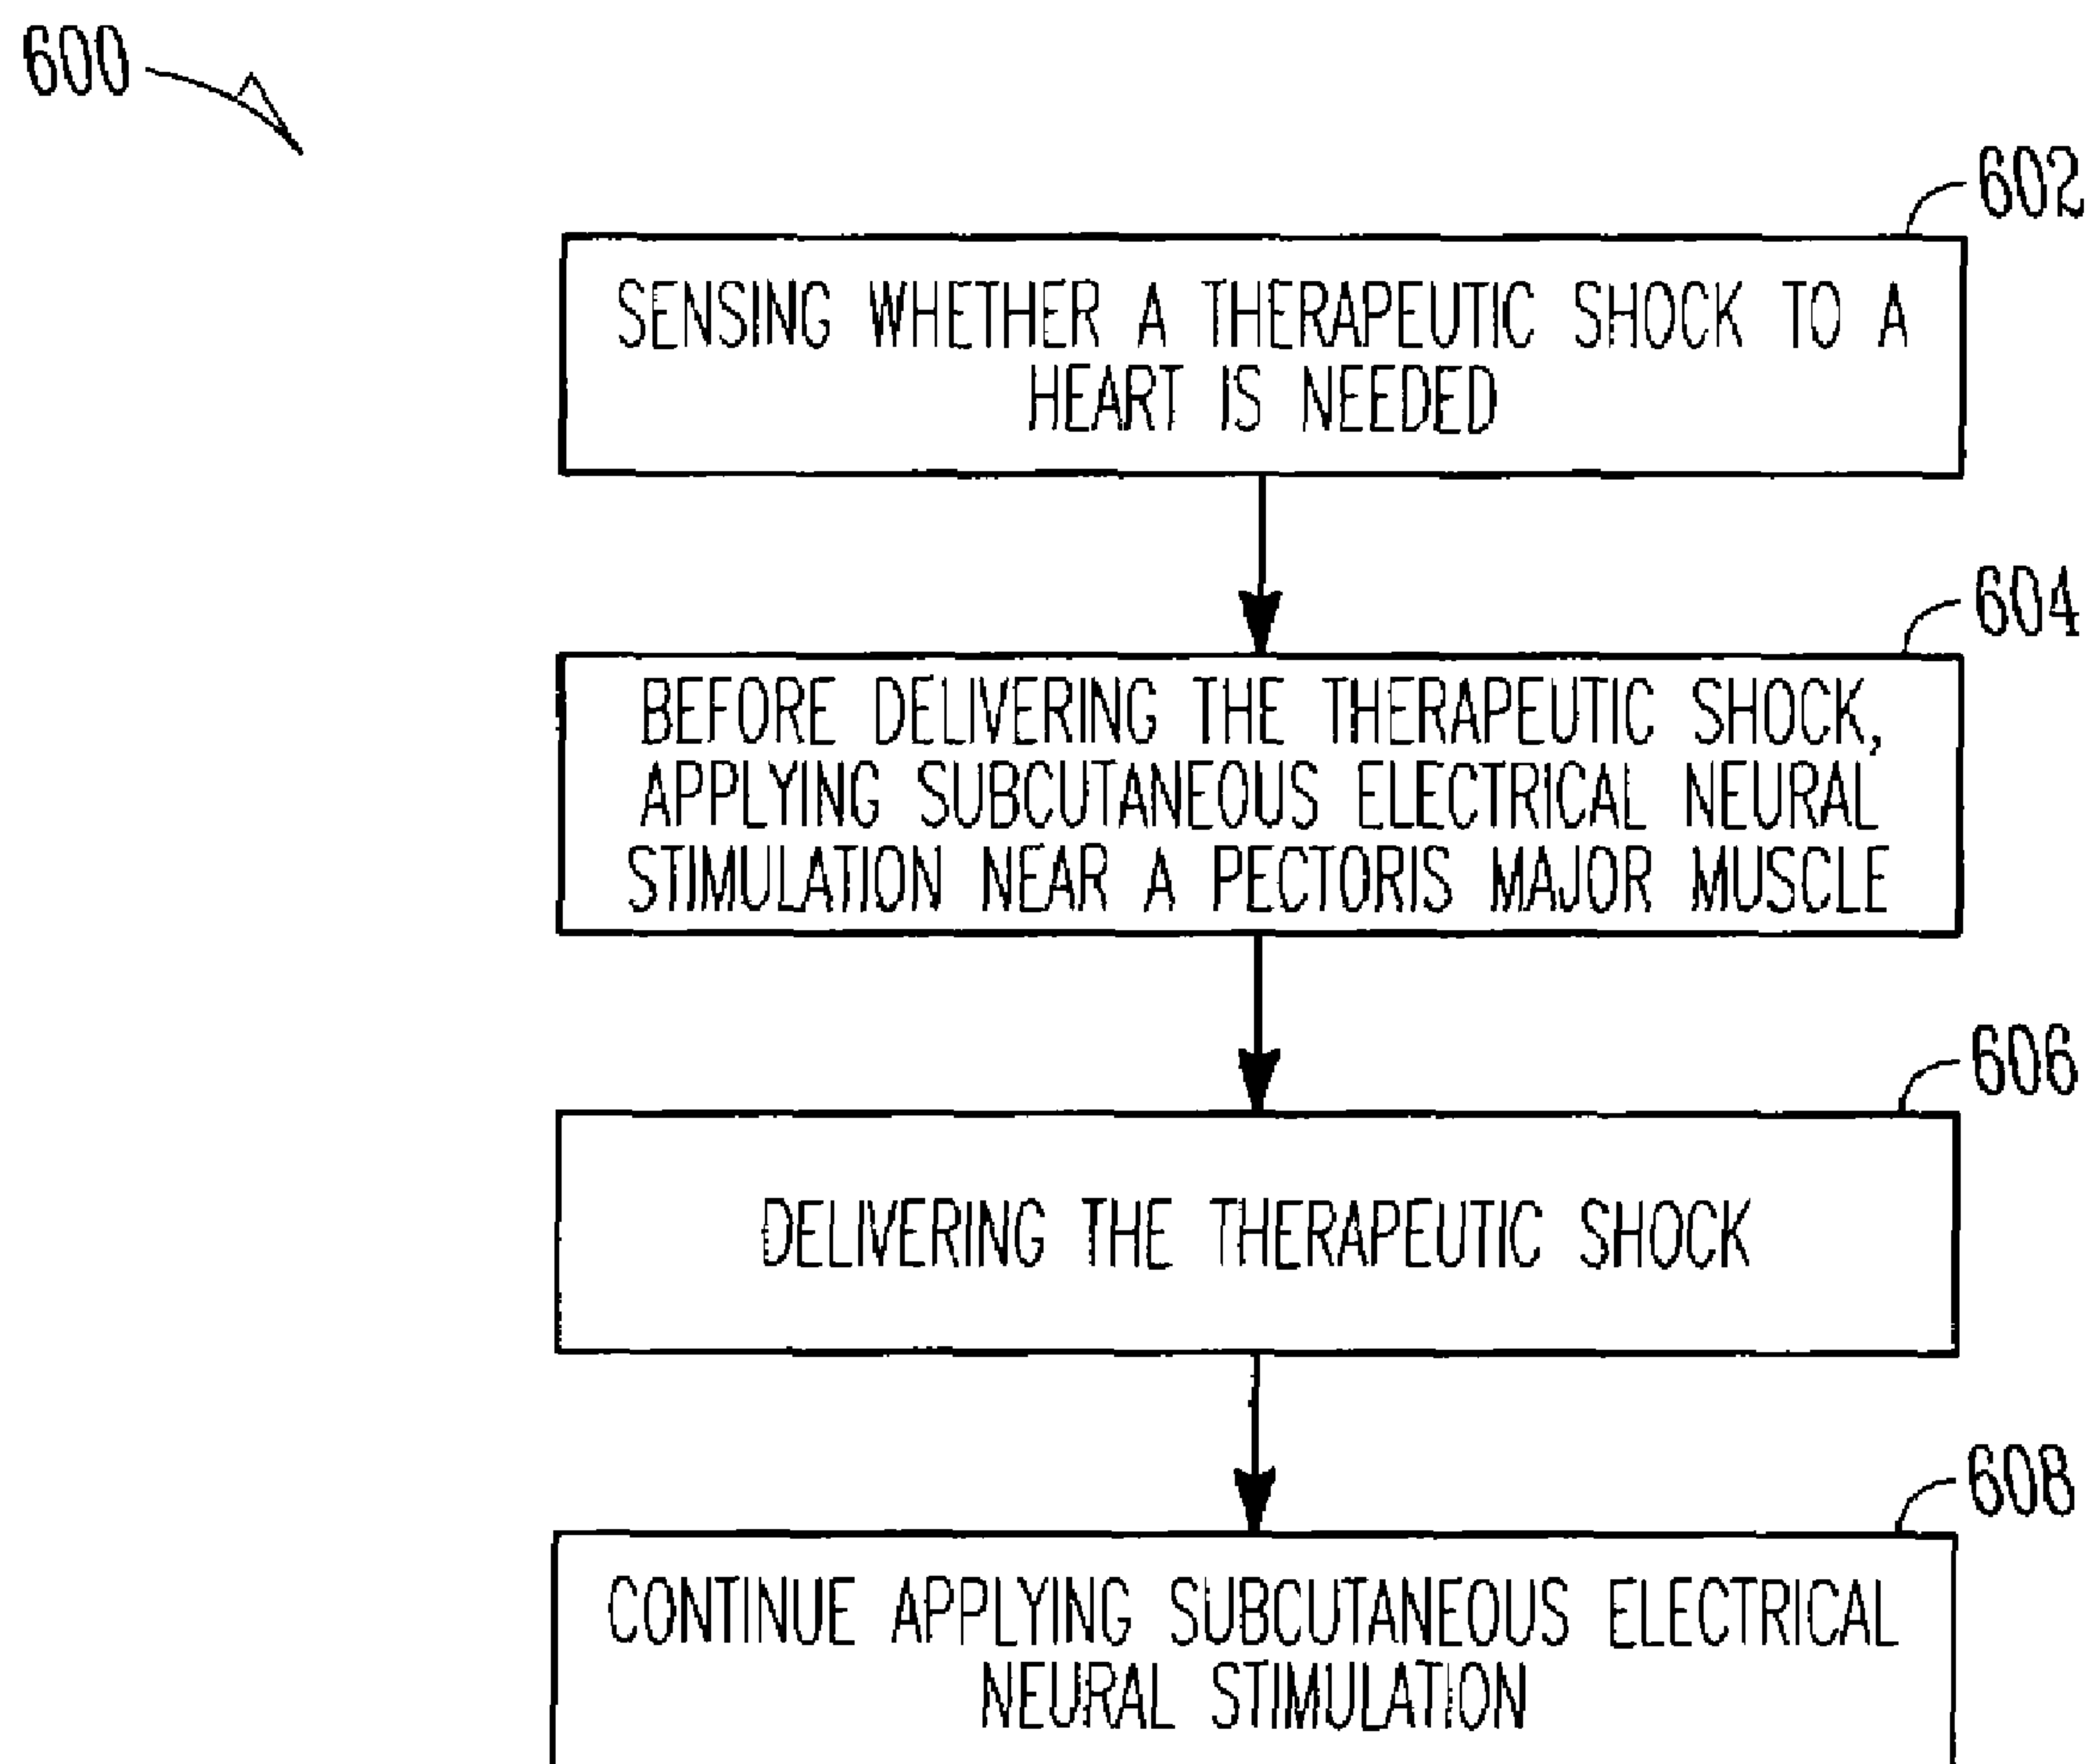 600
602
SENSING WHETHER A THERAPEUTIC SHOCK TO A
HEART IS NEEDED
604
BEFORE DELIVERING THE THERAPEUTIC SHOCK,
APPLYING SUBCUTANEOUS ELECTRICAL NEURAL
STIMULATION NEAR A PECTORIS MAJOR MUSCLE
606
DELIVERING THE THERAPEUTIC SHOCK
608
CONTINUE APPLYING SUBCUTANEOUS ELECTRICAL
NEURAL STIMULATION